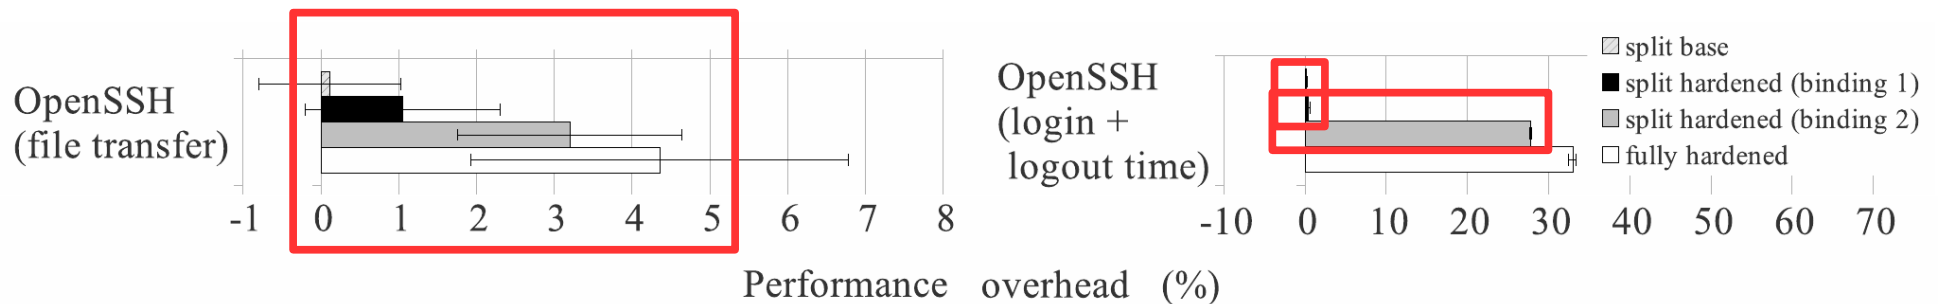 OpenSSH
(file transfer)
-1 0 1 2 3 4 5 6 7 8
OpenSSH
(login +
logout time)
-10 0 10 20 30 40 50 60 70
split base
split hardened (binding 1)
split hardened (binding 2)
fully hardened
Performance overhead (%)